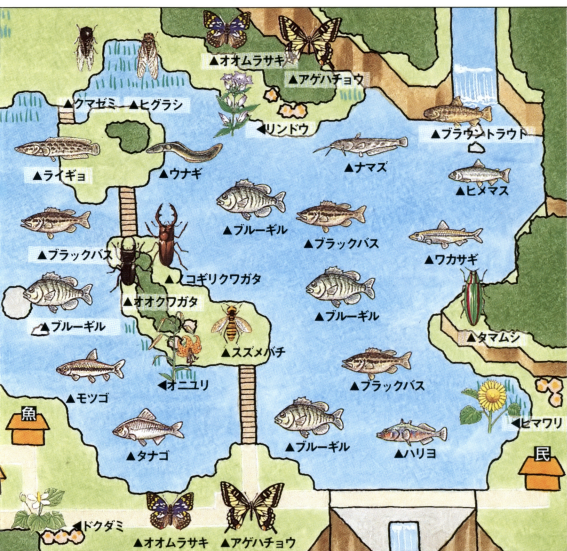 ▲オオムラサキ
▲アゲハチョウ
▲クマゼミ ▲ヒグラシ
◀リンドウ
▲ブラウントラウト
▲ライギョ
▲ウナギ
▲ナマズ
▲ヒメマス
▲ブルーギル
▲ブラックバス
▲ブラックバス
▲ワカサギ
▲ノコギリクワガタ
▲オオクワガタ
▲ブルーギル
▲ブルーギル
▲タマムシ
▲スズメバチ
◀オニユリ
▲ブラックバス
▲モツゴ
魚
◀ヒマワリ
▲タナゴ
▲ブルーギル
▲ハリヨ
民
◀ドクダミ
▲オオムラサキ ▲アゲハチョウ